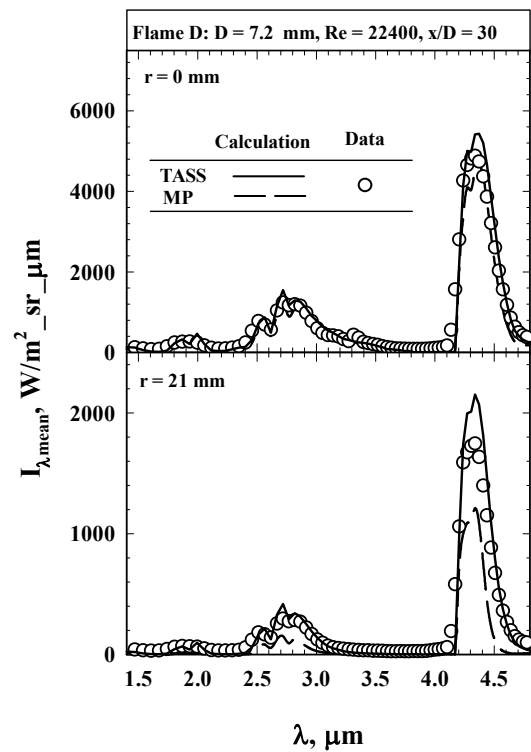 Flame D: D = 7.2 mm, Re = 22400, x/D = 30
r = 0 mm
6000
Calculation Data
TASS
MP
4000
2000
0
I_λmean, W/m²_sr_μm
r = 21 mm
2000
1000
0
1.5 2.0 2.5 3.0 3.5 4.0 4.5
λ, μm